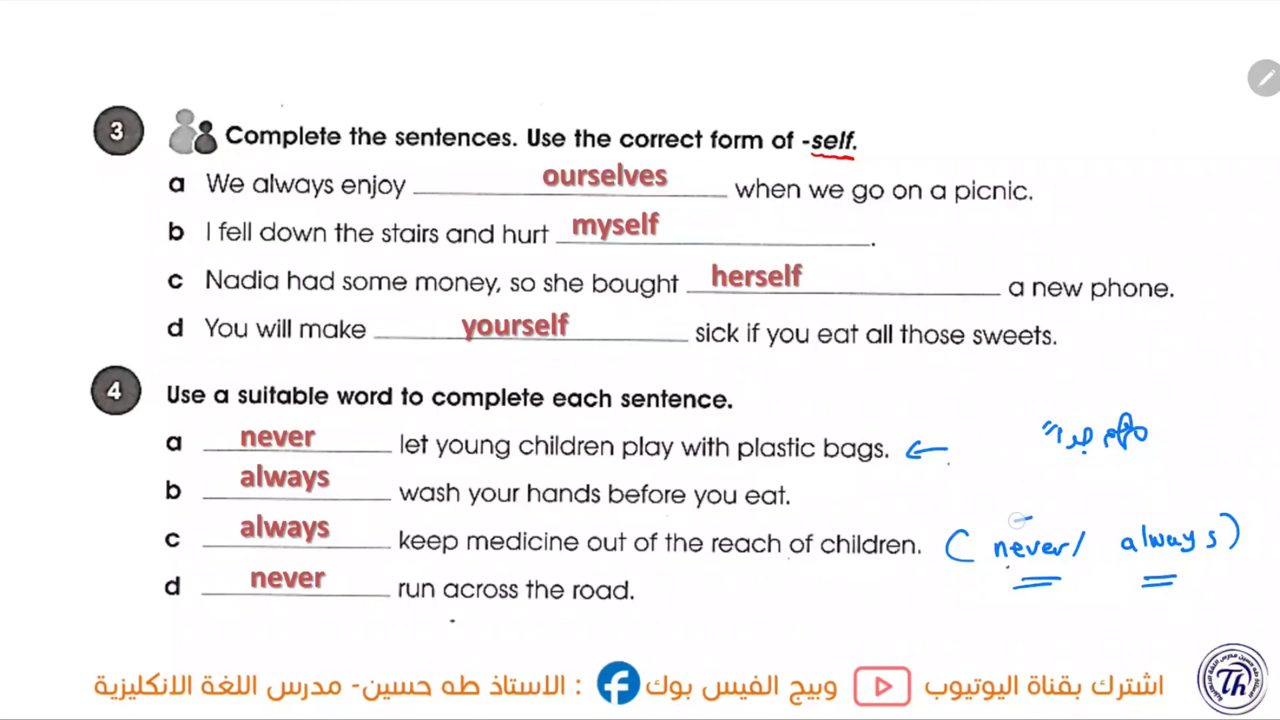 3 Complete the sentences. Use the correct form of -self.
a We always enjoy ourselves when we go on a picnic.
b I fell down the stairs and hurt myself.
c Nadia had some money, so she bought herself a new phone.
d You will make yourself sick if you eat all those sweets.
4 Use a suitable word to complete each sentence.
a never let young children play with plastic bags.
مهم جداً
b always wash your hands before you eat.
c always keep medicine out of the reach of children. ( never/ always )
d never run across the road.
اشترك بقناة اليوتيوب وبيج الفيس بوك : الاستاذ طه حسين- مدرس اللغة الانكليزية
Th